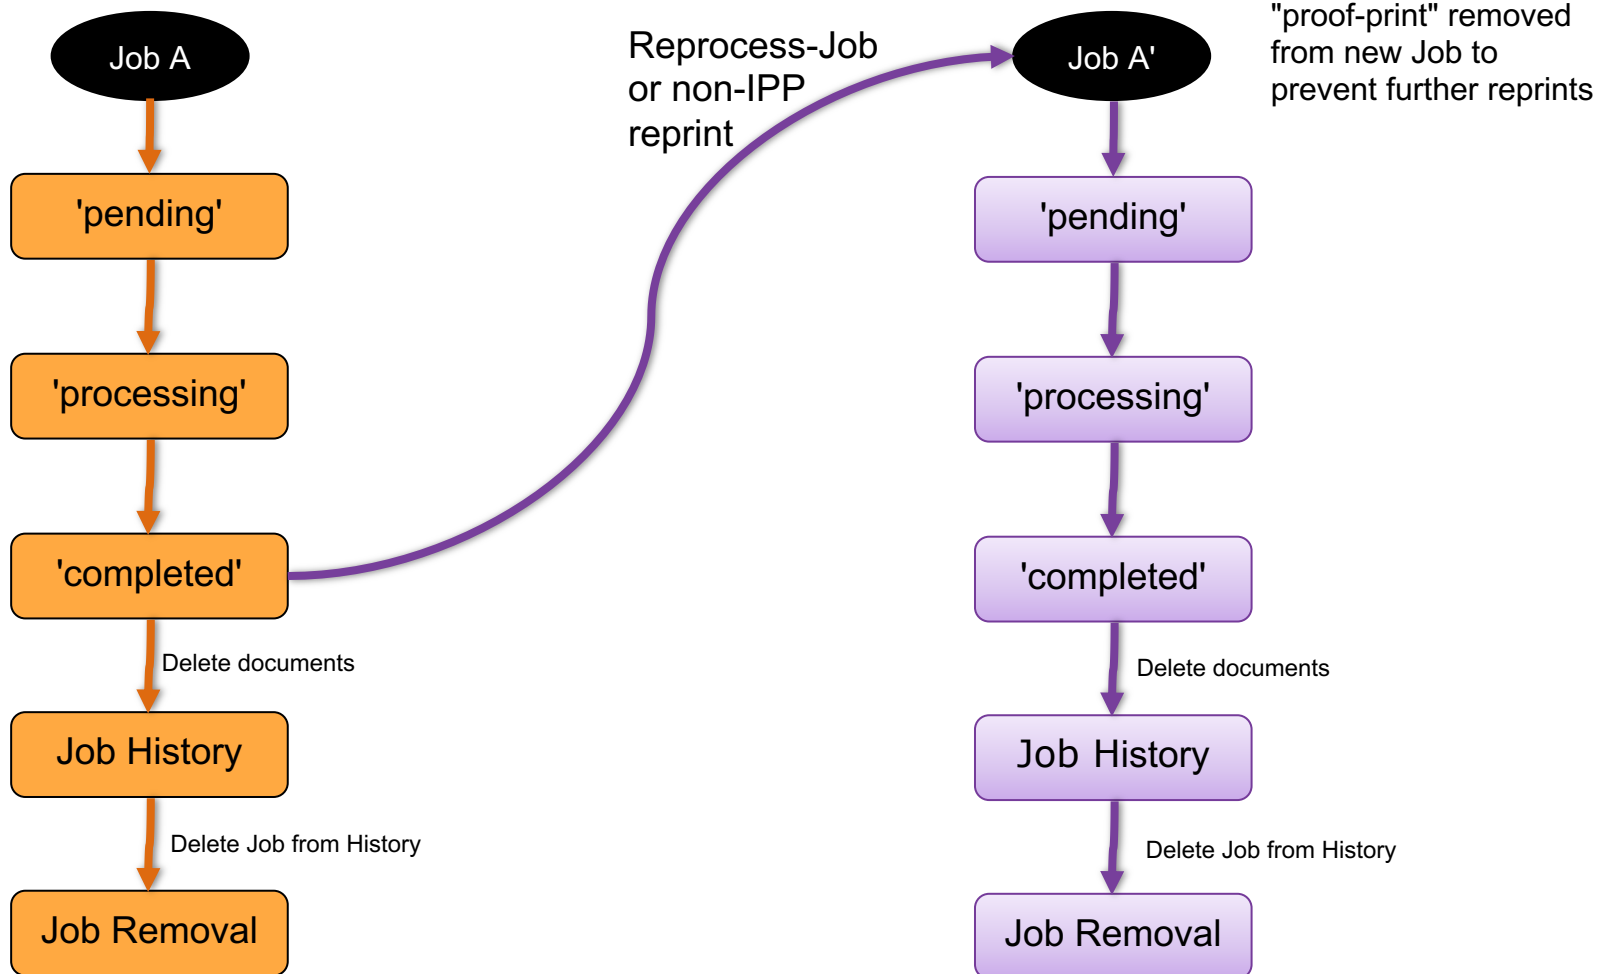 Job A
'pending'
'processing'
'completed'
Delete documents
Job History
Delete Job from History
Job Removal
Reprocess-Job
or non-IPP
reprint
Job A'
"proof-print" removed
from new Job to
prevent further reprints
'pending'
'processing'
'completed'
Delete documents
Job History
Delete Job from History
Job Removal